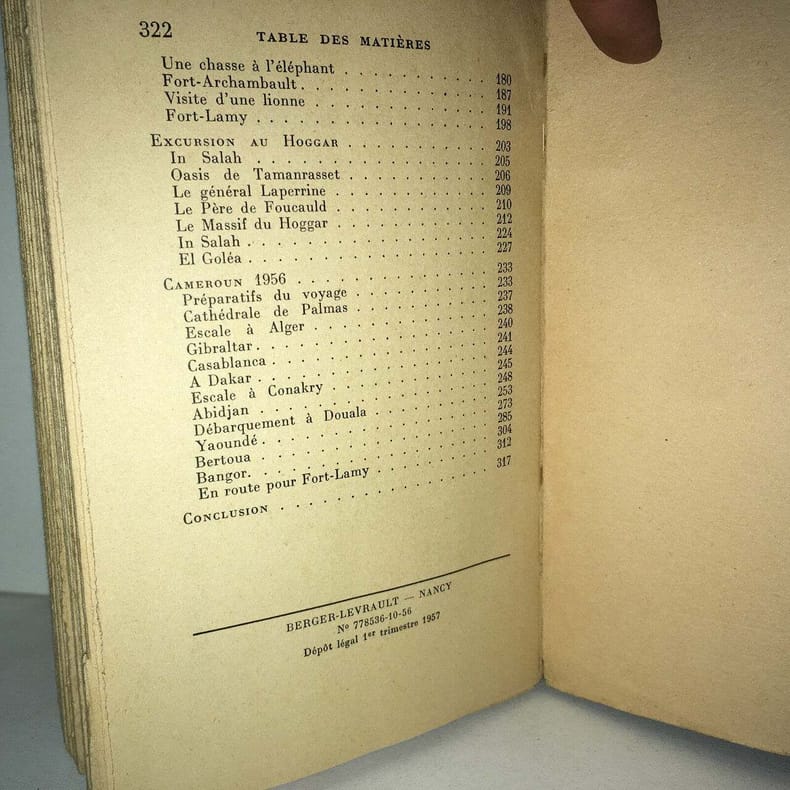 322 TABLE DES MATIÈRES
Une chasse à l'éléphant . . . . . . . . . . 180
Fort-Archambault . . . . . . . . . . 187
Visite d'une lionne . . . . . . . . . . 191
Fort-Lamy . . . . . . . . . . 198
EXCURSION AU HOGGAR . . . . . . . . . . 203
In Salah . . . . . . . . . . 205
Oasis de Tamanrasset . . . . . . . . . . 206
Le général Laperrine . . . . . . . . . . 209
Le Père de Foucauld . . . . . . . . . . 210
Le Massif du Hoggar . . . . . . . . . . 212
In Salah . . . . . . . . . . 224
El Goléa . . . . . . . . . . 227
CAMEROUN 1956 . . . . . . . . . . 233
Préparatifs du voyage . . . . . . . . . . 233
Cathédrale de Palmas . . . . . . . . . . 237
Escale à Alger . . . . . . . . . . 238
Gibraltar . . . . . . . . . . 240
Casablanca . . . . . . . . . . 241
A Dakar . . . . . . . . . . 244
Escale à Conakry . . . . . . . . . . 245
Abidjan . . . . . . . . . . 248
Débarquement à Douala . . . . . . . . . . 253
Yaoundé . . . . . . . . . . 273
Bertoua . . . . . . . . . . 285
Bangor . . . . . . . . . . 304
En route pour Fort-Lamy . . . . . . . . . . 312
CONCLUSION . . . . . . . . . . 317
BERGER-LEVRAULT — NANCY
Nº 778536-10-56
Dépôt légal 1er trimestre 1957